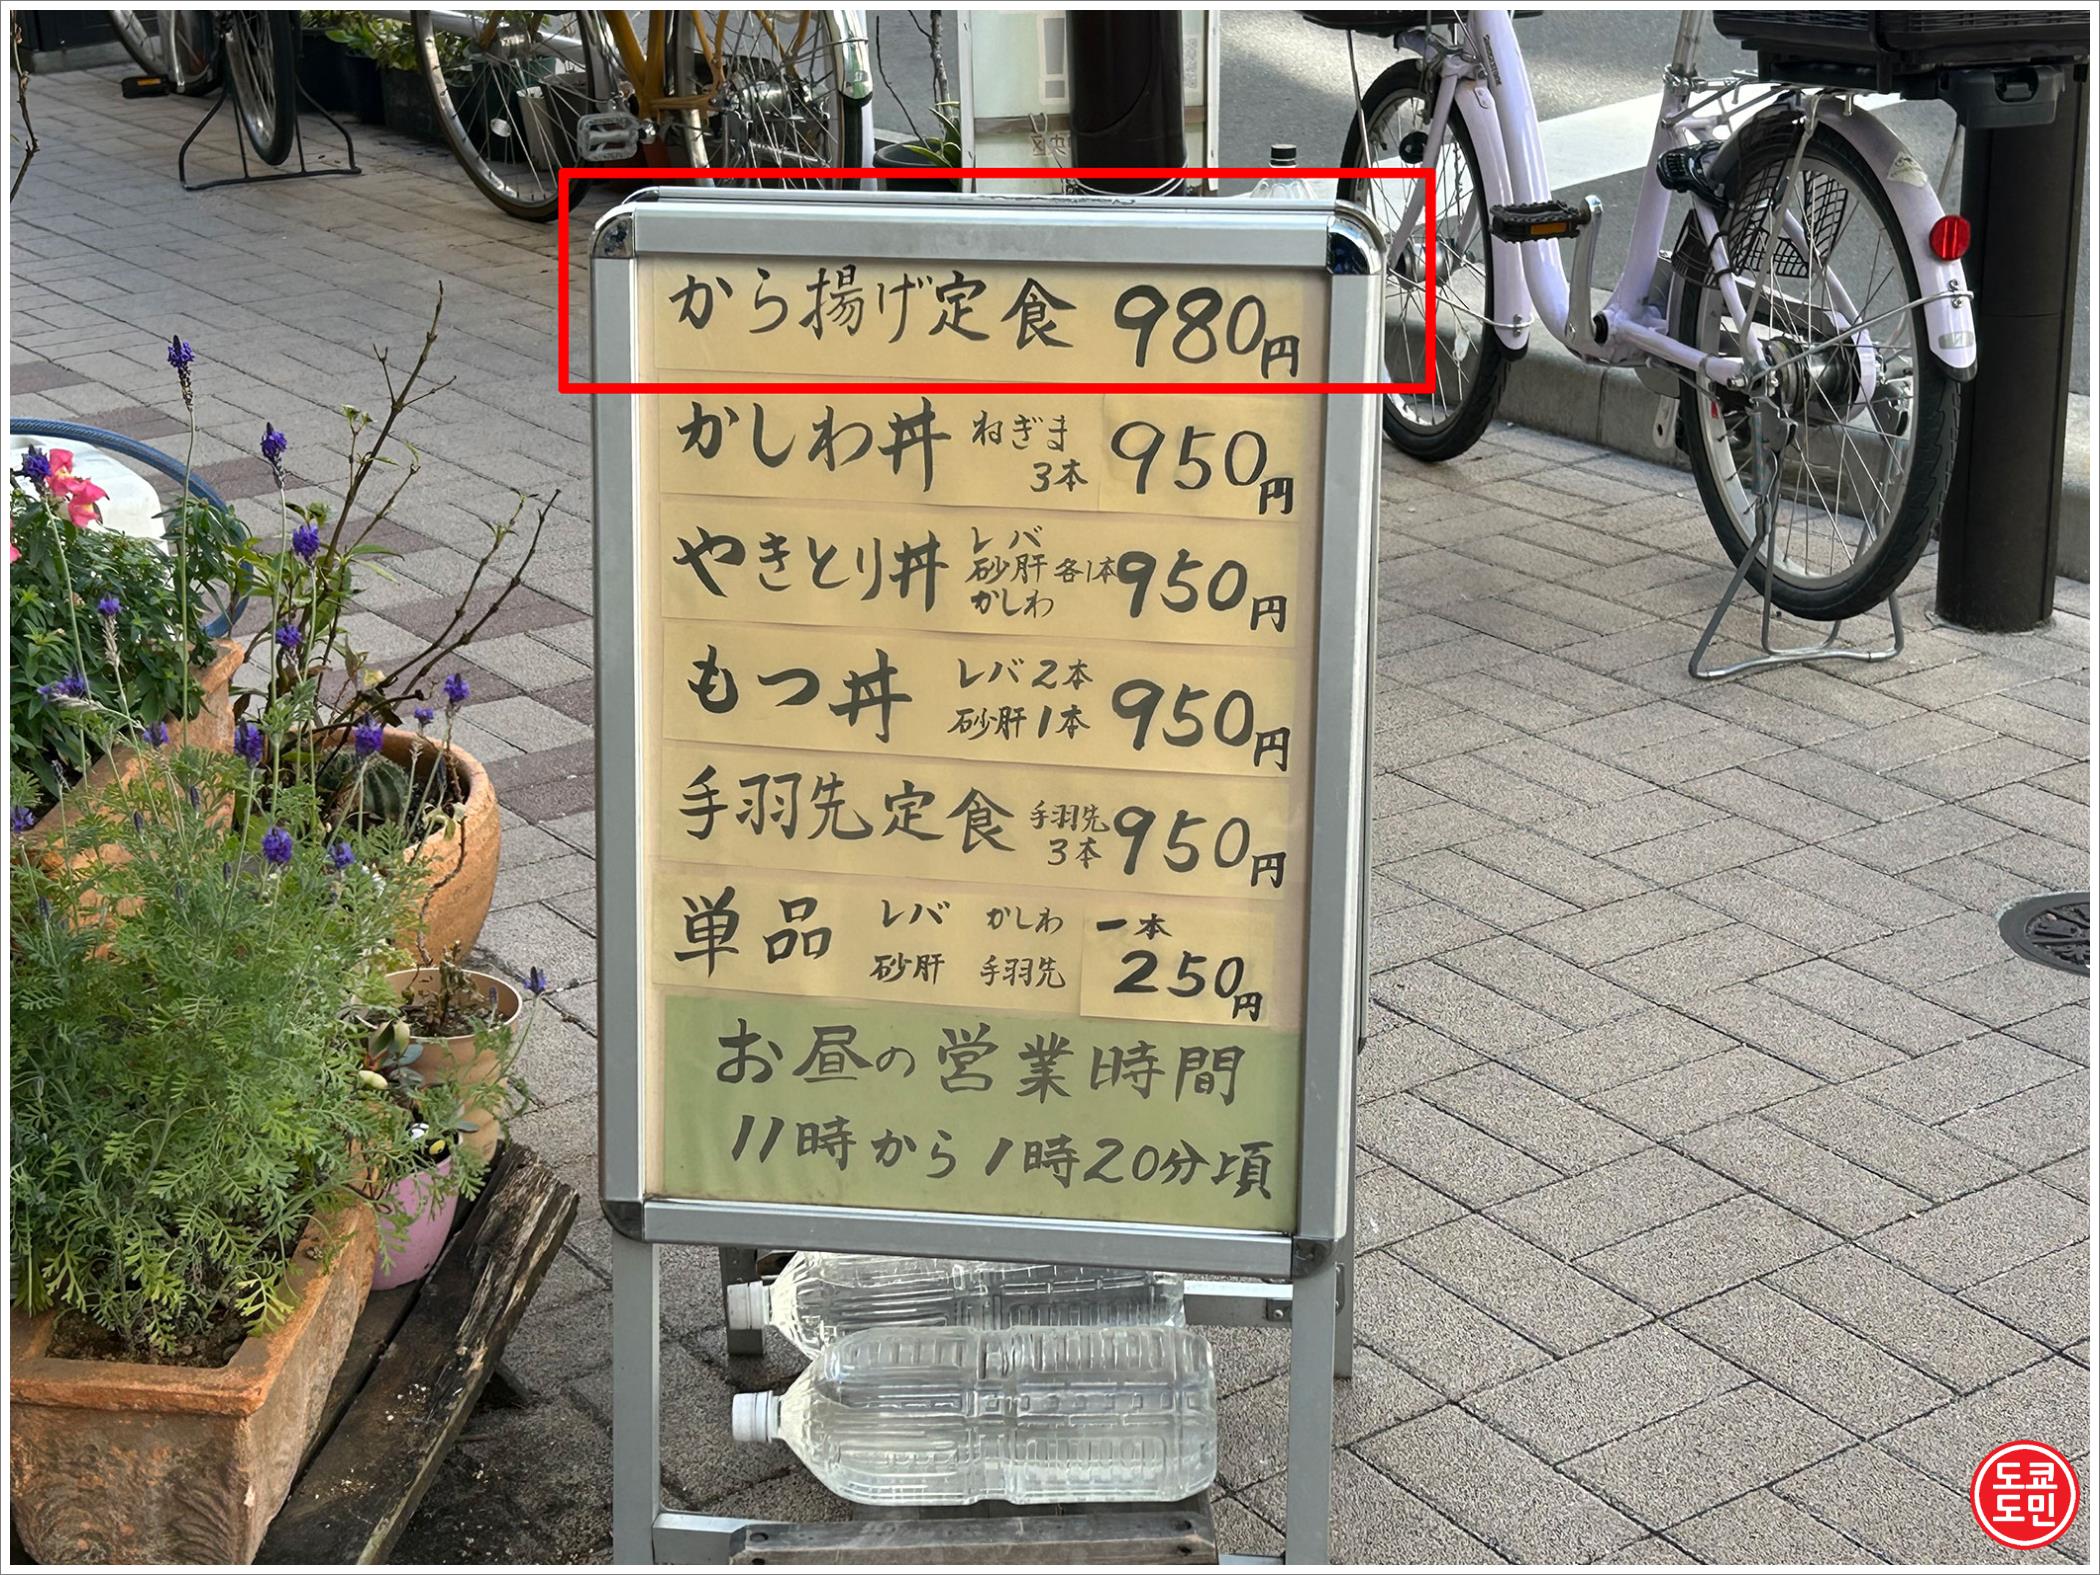 から揚げ定食 980円
かしわ丼 ねぎま 3本 950円
やきとり丼 レバ 砂肝 かしわ 各1本 950円
もつ丼 レバ2本 砂肝1本 950円
手羽先定食 手羽先 3本 950円
単品 レバ かしわ 砂肝 手羽先 一本 250円
お昼の営業時間
11時から1時20分頃
도쿄
도민